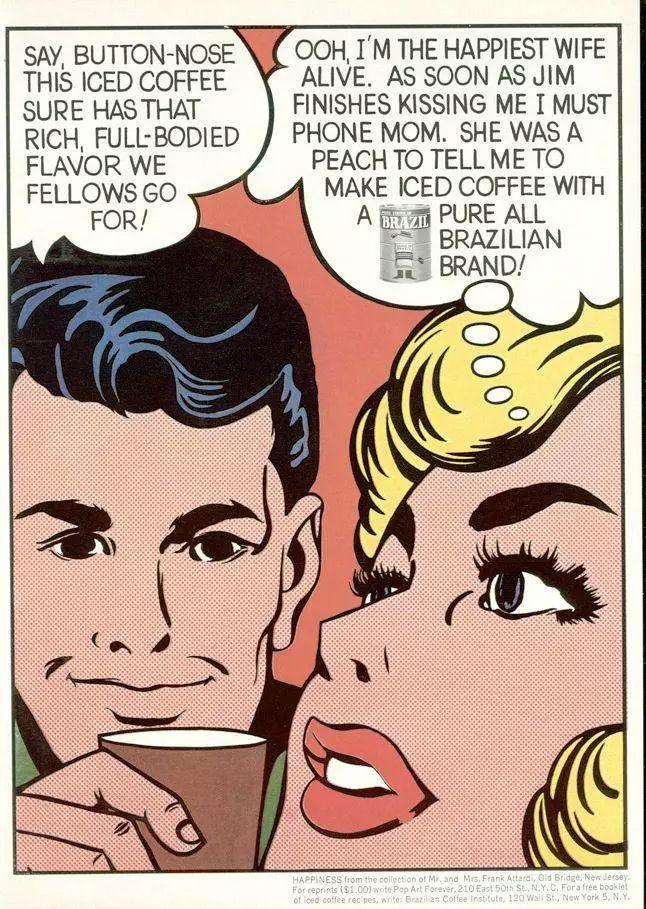 SAY, BUTTON-NOSE
THIS ICED COFFEE
SURE HAS THAT
RICH, FULL-BODIED
FLAVOR WE
FELLOWS GO
FOR!
OOH, I'M THE HAPPIEST WIFE
ALIVE. AS SOON AS JIM
FINISHES KISSING ME I MUST
PHONE MOM. SHE WAS A
PEACH TO TELL ME TO
MAKE ICED COFFEE WITH
A BRAZIL PURE ALL
BRAZILIAN
BRAND!
HAPPINESS from the collection of Mr. and Mrs. Frank Attardi, Old Bridge, New Jersey.
For reprints ($1.00) write Pop Art Forever, 210 East 50th St., N.Y.C. For a free booklet
of iced coffee recipes, write: Brazilian Coffee Institute, 120 Wall St., New York 5, N.Y.